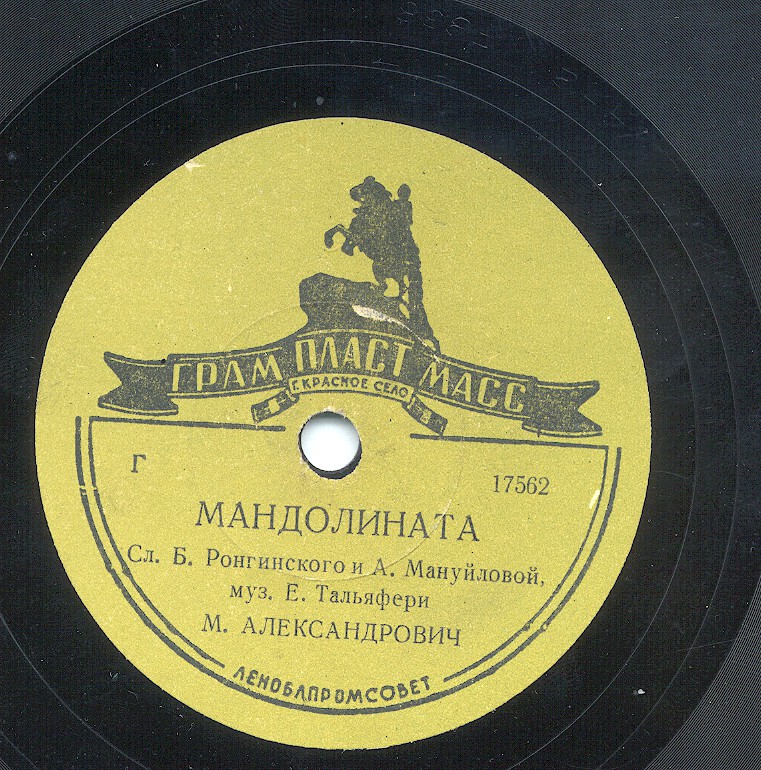 ГРАМ ПЛАСТ МАСС
Г. КРАСНОЕ СЕЛО
Г
17562
МАНДОЛИНАТА
Сл. Б. Ронгинского и А. Мануйловой,
муз. Е. Тальяфери
М. АЛЕКСАНДРОВИЧ
ЛЕНОБЛПРОМСОВЕТ